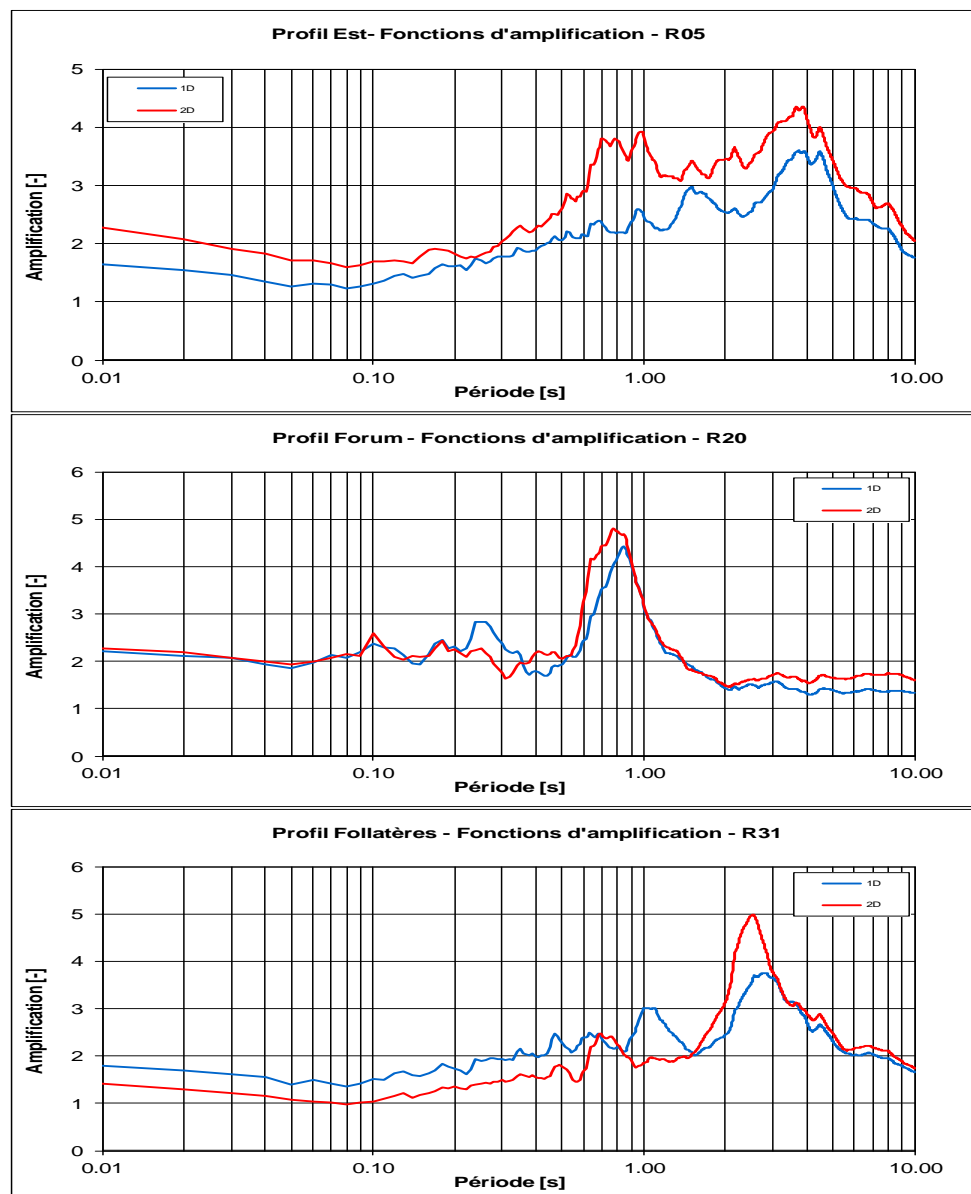 Profil Est- Fonctions d'amplification - R05
5
4
3
2
1
0
Amplification [-]
1D
2D
0.01
0.10
1.00
10.00
Période [s]
Profil Forum - Fonctions d'amplification - R20
6
5
4
3
2
1
0
Amplification [-]
1D
2D
0.01
0.10
1.00
10.00
Période [s]
Profil Follatères - Fonctions d'amplification - R31
6
5
4
3
2
1
0
Amplification [-]
1D
2D
0.01
0.10
1.00
10.00
Période [s]